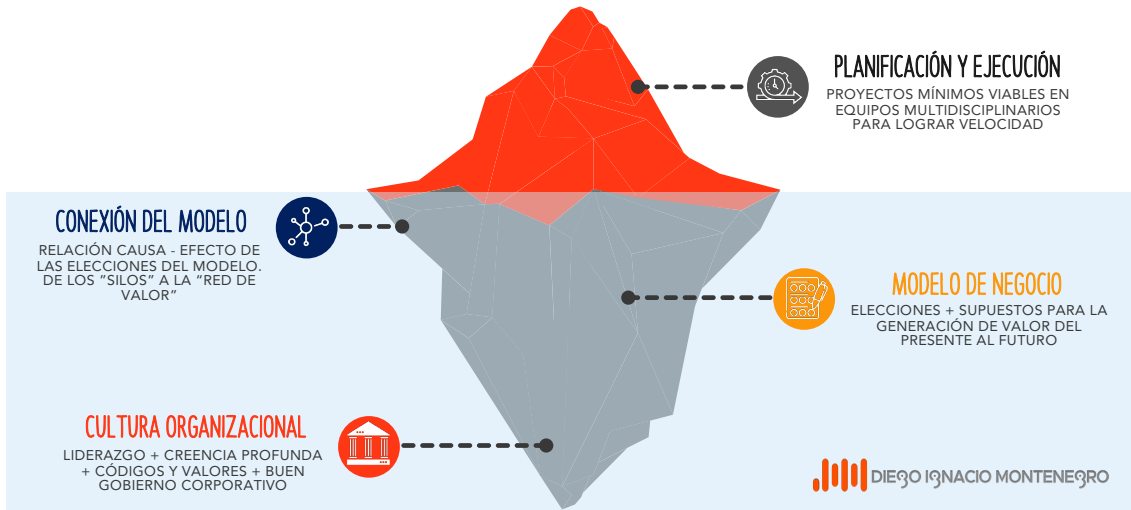 PLANIFICACIÓN Y EJECUCIÓN
PROYECTOS MÍNIMOS VIABLES EN
EQUIPOS MULTIDISCIPLINARIOS
PARA LOGRAR VELOCIDAD
CONEXIÓN DEL MODELO
RELACIÓN CAUSA - EFECTO DE
LAS ELECCIONES DEL MODELO.
DE LOS "SILOS" A LA "RED DE
VALOR"
MODELO DE NEGOCIO
ELECCIONES + SUPUESTOS PARA LA
GENERACIÓN DE VALOR DEL
PRESENTE AL FUTURO
CULTURA ORGANIZACIONAL
LIDERAZGO + CREENCIA PROFUNDA
+ CÓDIGOS Y VALORES + BUEN
GOBIERNO CORPORATIVO
DIEGO IGNACIO MONTENEGRO